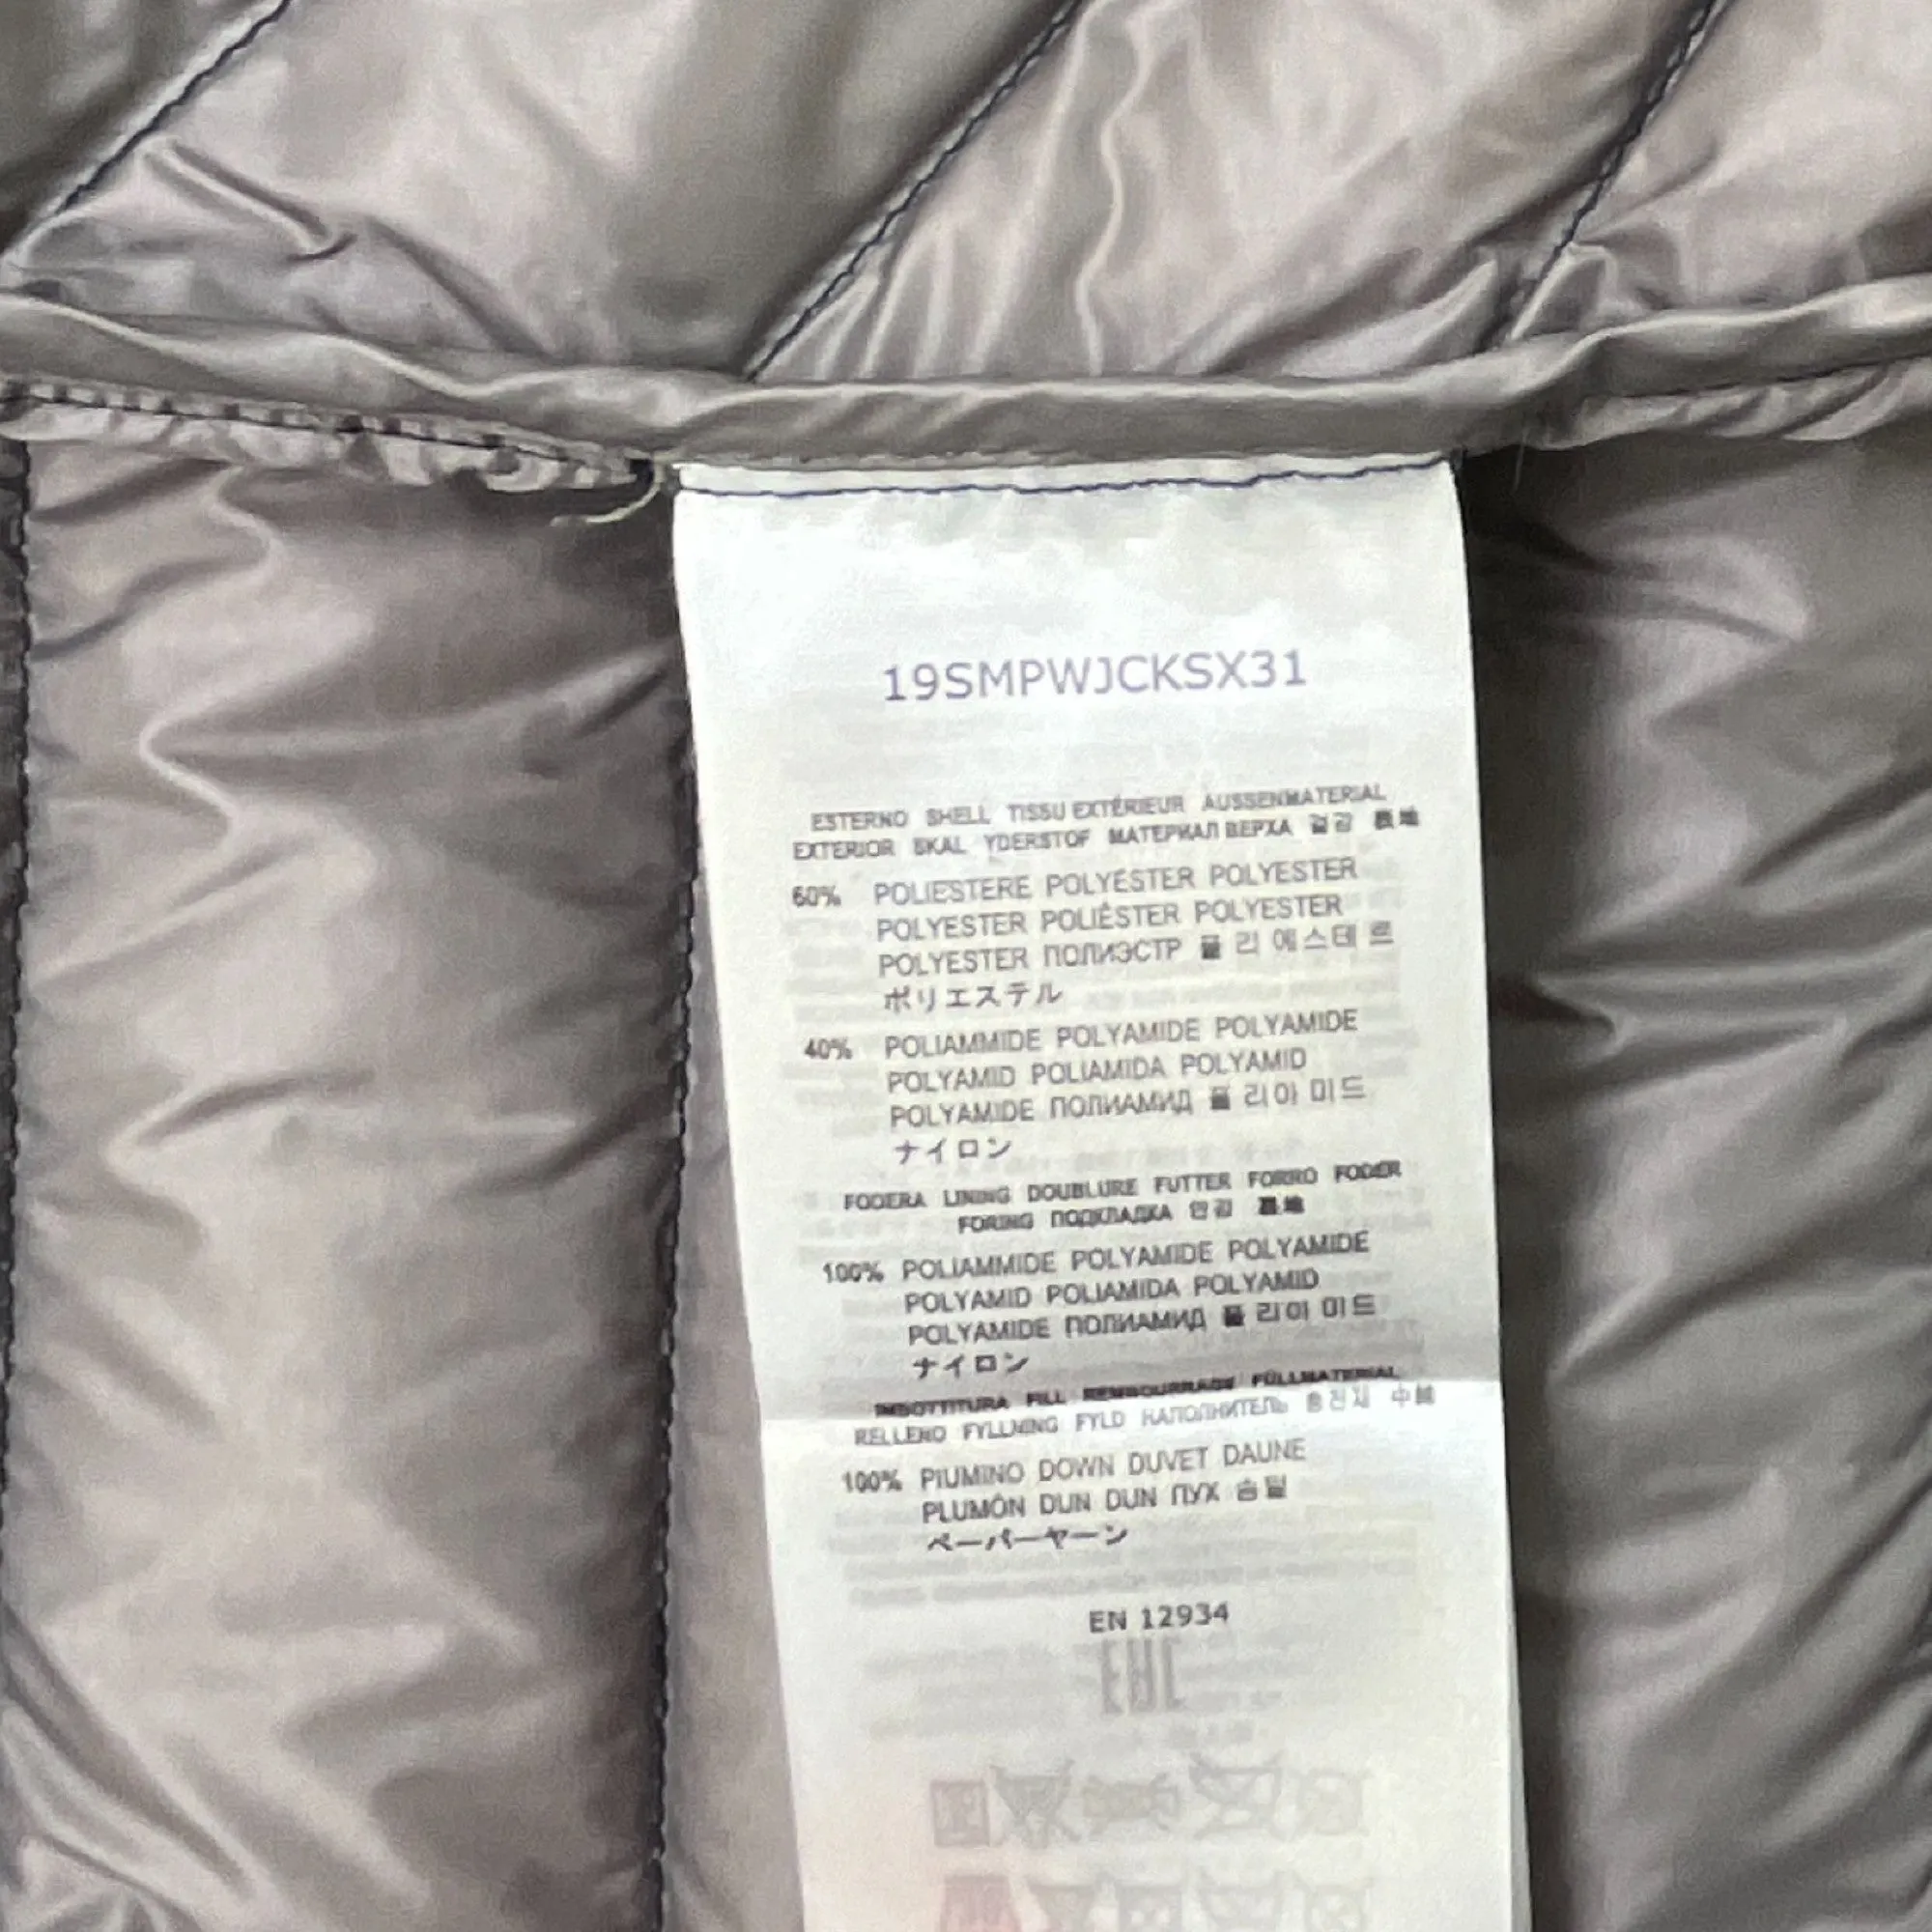 19SMPWJCKSX31
ESTERNO SHELL TISSU EXTÉRIEUR AUSSENMATERIAL
EXTERIOR SKAL YDERSTOF МАТЕРИАЛ ВЕРХА 겉감 表地
60% POLIESTERE POLYÉSTER POLYESTER
POLYESTER POLIÊSTER POLYESTER
POLYESTER ПОЛИЭСТР 폴리에스테르
ポリエステル
40% POLIAMMIDE POLYAMIDE POLYAMIDE
POLYAMID POLIAMIDA POLYAMID
POLYAMIDE ПОЛИАМИД 폴리아미드
ナイロン
FODERA LINING DOUBLURE FUTTER FORRO FODER
FORING ПОДКЛАДКА 안감 裏地
100% POLIAMMIDE POLYAMIDE POLYAMIDE
POLYAMID POLIAMIDA POLYAMID
POLYAMIDE ПОЛИАМИД 폴리아미드
ナイロン
IMBOTTITURA FILL REMBOURRAGE FÜLLMATERIAL
RELLENO FYLLNING FYLD НАПОЛНИТЕЛЬ 충전재 中綿
100% PIUMINO DOWN DUVET DAUNE
PLUMÓN DUN DUN ПУХ 솜털
ペーパーヤーン
EN 12934
EAC